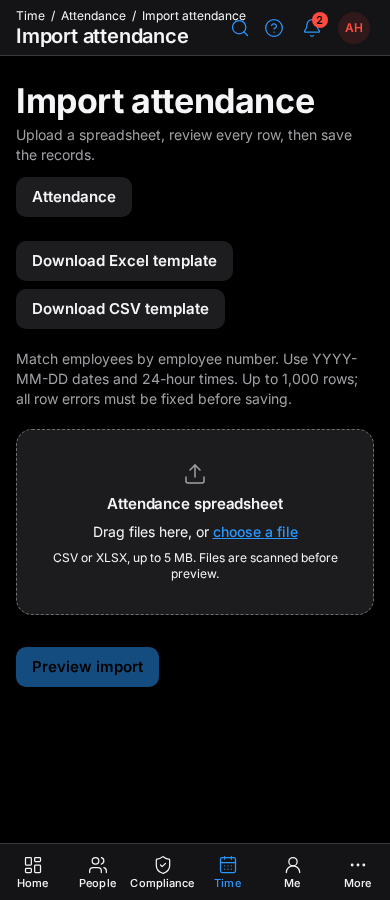 Time / Attendance / Import attendance
Import attendance
2
AH
Import attendance
Upload a spreadsheet, review every row, then save
the records.
Attendance
Download Excel template
Download CSV template
Match employees by employee number. Use YYYY-
MM-DD dates and 24-hour times. Up to 1,000 rows;
all row errors must be fixed before saving.
Attendance spreadsheet
Drag files here, or choose a file
CSV or XLSX, up to 5 MB. Files are scanned before
preview.
Preview import
Home People Compliance Time Me More